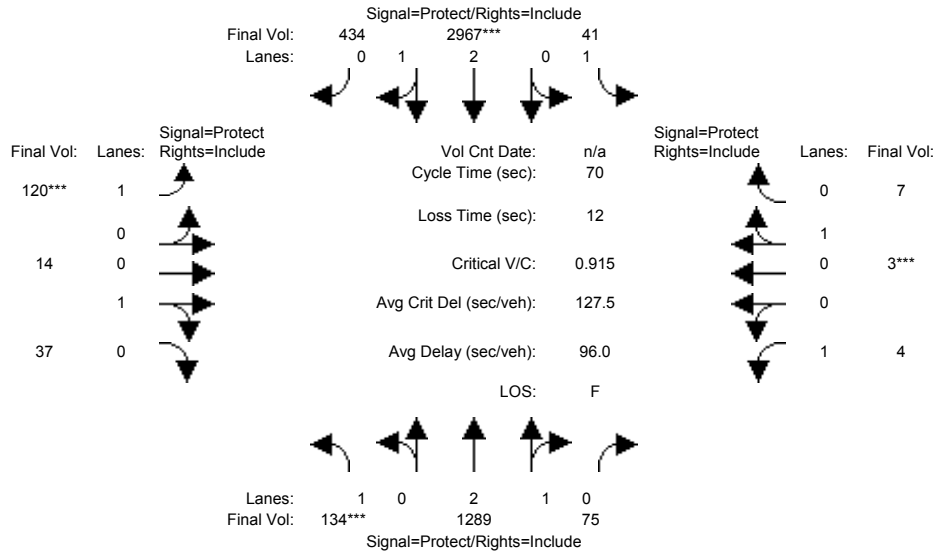 Signal=Protect/Rights=Include
Final Vol: 434 2967*** 41
Lanes: 0 1 2 0 1
Signal=Protect
Final Vol: Lanes: Rights=Include
Vol Cnt Date: n/a
Signal=Protect
Rights=Include Lanes: Final Vol:
Cycle Time (sec): 70
120*** 1
0 7
Loss Time (sec): 12
0
1
14 0
Critical V/C: 0.915
0 3***
1
Avg Crit Del (sec/veh): 127.5
0
37 0
Avg Delay (sec/veh): 96.0
1 4
LOS: F
Lanes: 1 0 2 1 0
Final Vol: 134*** 1289 75
Signal=Protect/Rights=Include